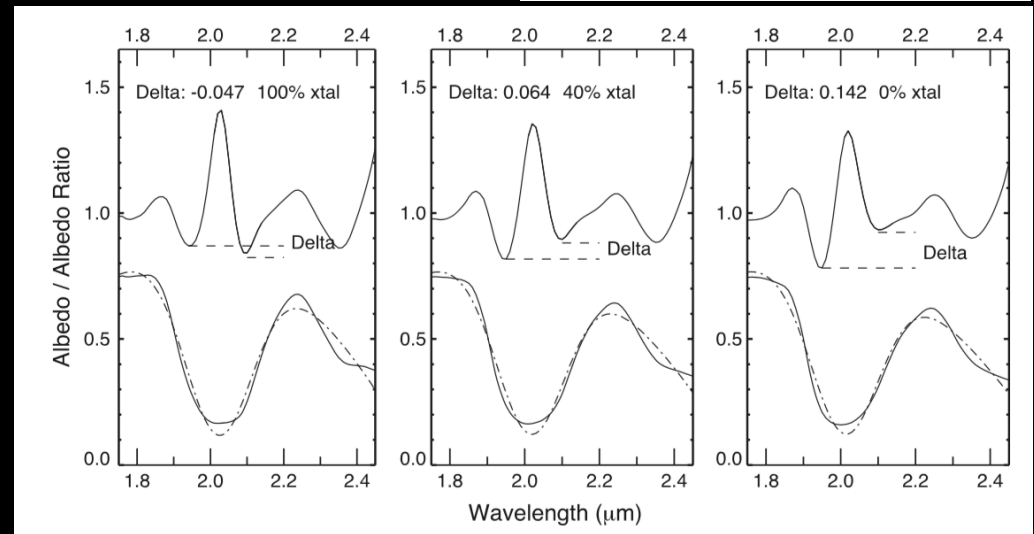 1.8 2.0 2.2 2.4
1.8 2.0 2.2 2.4
1.8 2.0 2.2 2.4
Albedo / Albedo Ratio
1.5
1.0
0.5
0.0
Delta: -0.047 100% xtal
Delta
1.5
1.0
0.5
0.0
Delta: 0.064 40% xtal
Delta
1.5
1.0
0.5
0.0
Delta: 0.142 0% xtal
Delta
1.8 2.0 2.2 2.4
1.8 2.0 2.2 2.4
1.8 2.0 2.2 2.4
Wavelength (μm)